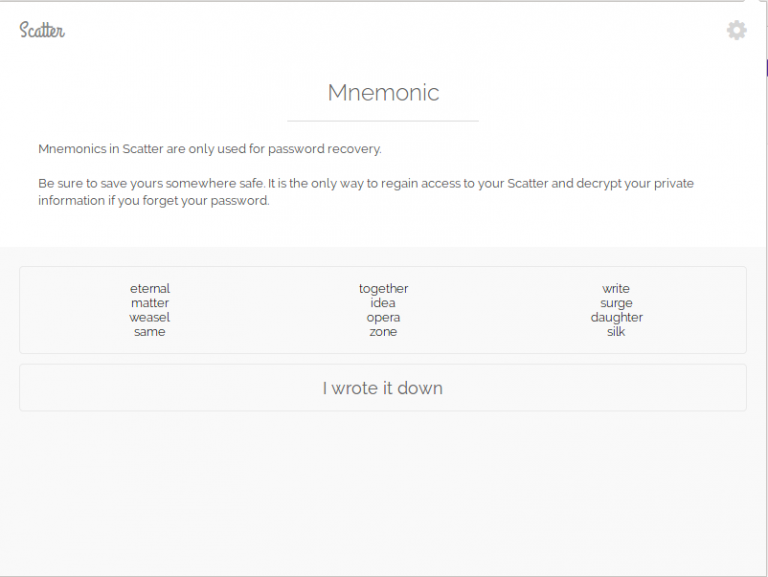 Scatter
Mnemonic
Mnemonics in Scatter are only used for password recovery.
Be sure to save yours somewhere safe. It is the only way to regain access to your Scatter and decrypt your private
information if you forget your password.
eternal together write
matter idea surge
weasel opera daughter
same zone silk
I wrote it down